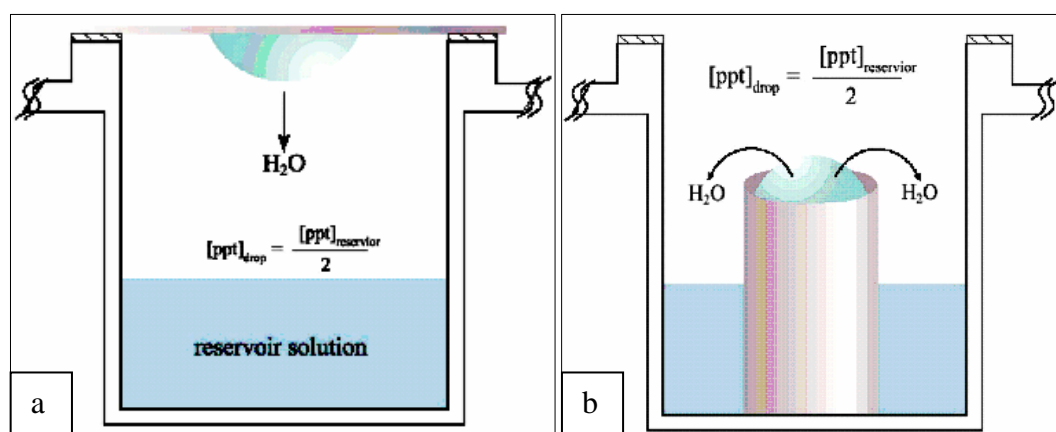 H₂O
[ppt]drop = [ppt]reservior / 2
reservoir solution
a
[ppt]drop = [ppt]reservior / 2
H₂O H₂O
b